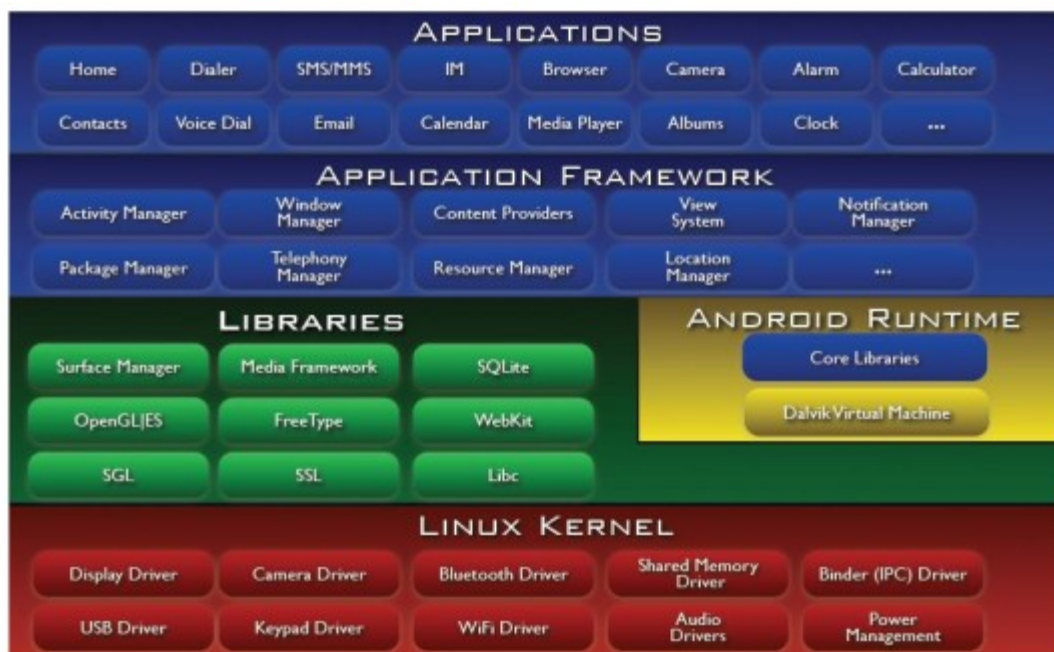 APPLICATIONS
Home Dialer SMS/MMS IM Browser Camera Alarm Calculator
Contacts Voice Dial Email Calendar Media Player Albums Clock ...
APPLICATION FRAMEWORK
Activity Manager Window Manager Content Providers View System Notification Manager
Package Manager Telephony Manager Resource Manager Location Manager ...
LIBRARIES ANDROID RUNTIME
Surface Manager Media Framework SQLite Core Libraries
OpenGL|ES FreeType WebKit Dalvik Virtual Machine
SGL SSL Libc
LINUX KERNEL
Display Driver Camera Driver Bluetooth Driver Shared Memory Driver Binder (IPC) Driver
USB Driver Keypad Driver WiFi Driver Audio Drivers Power Management